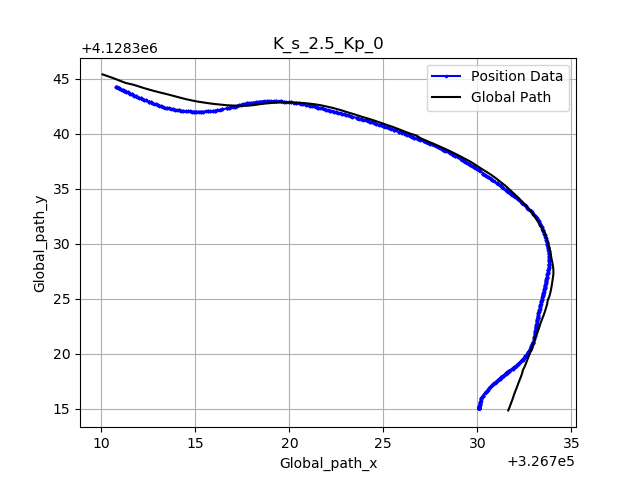 K_s_2.5_Kp_0
+4.1283e6
Position Data
Global Path
45
40
35
30
25
20
15
Global_path_y
10
15
20
25
30
35
Global_path_x
+3.267e5